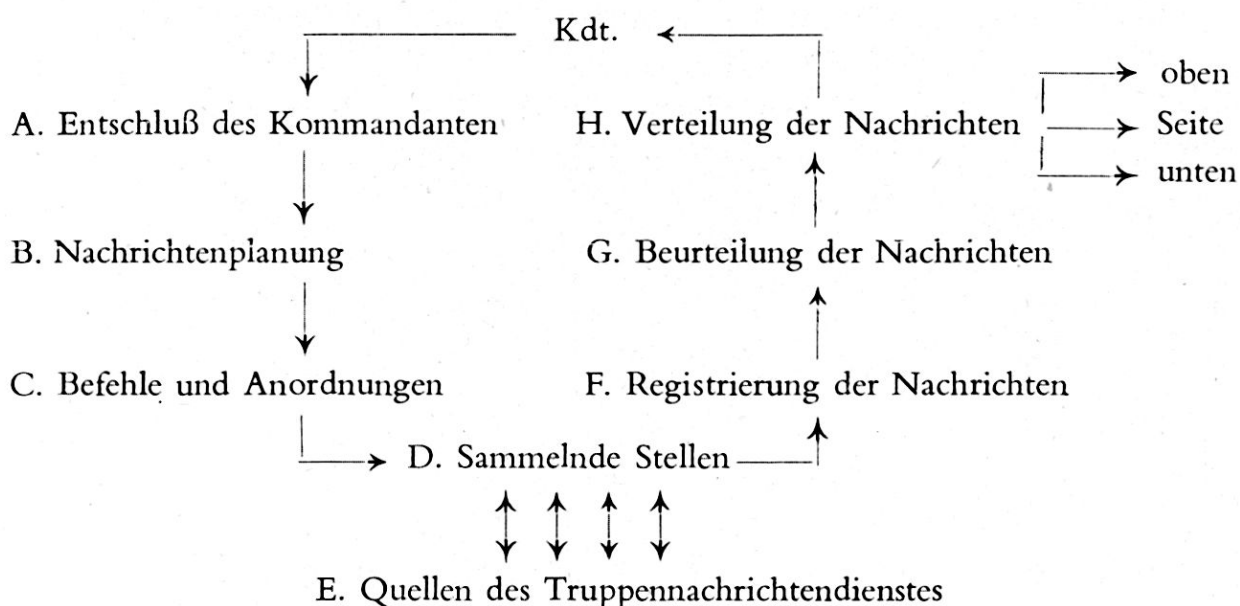 Kdt.
oben
A. Entschluß des Kommandanten
H. Verteilung der Nachrichten
Seite
unten
B. Nachrichtenplanung
G. Beurteilung der Nachrichten
C. Befehle und Anordnungen
F. Registrierung der Nachrichten
D. Sammelnde Stellen
E. Quellen des Truppennachrichtendienstes